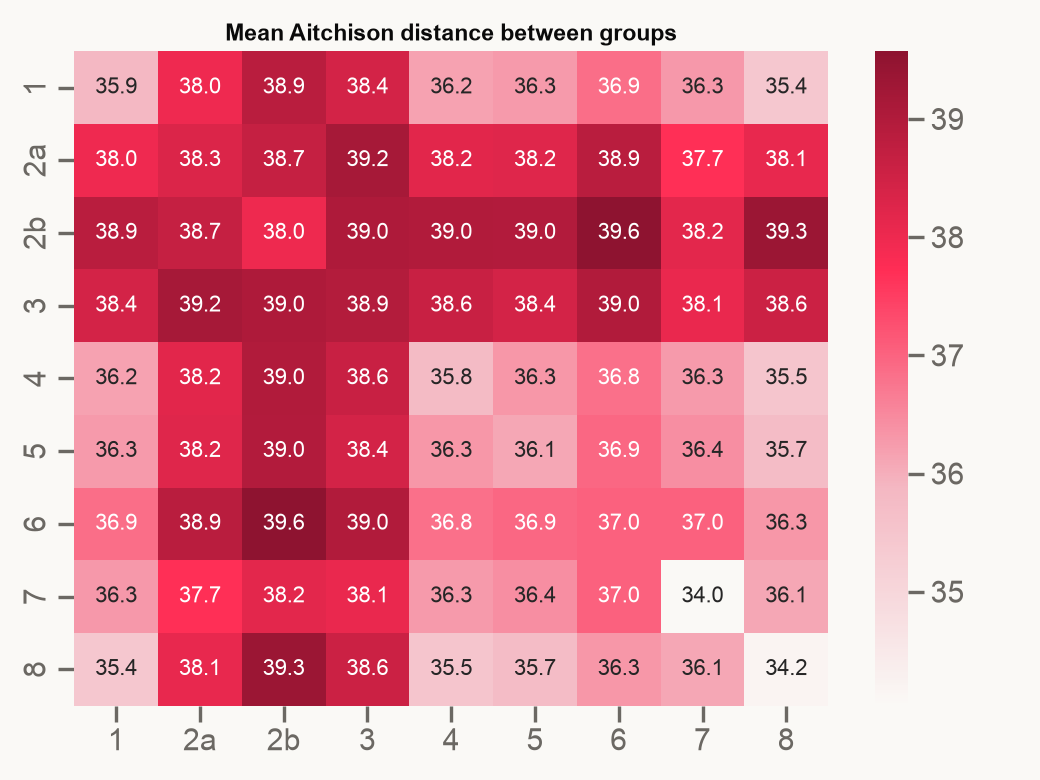 Mean Aitchison distance between groups
1 35.9 38.0 38.9 38.4 36.2 36.3 36.9 36.3 35.4
2a 38.0 38.3 38.7 39.2 38.2 38.2 38.9 37.7 38.1
2b 38.9 38.7 38.0 39.0 39.0 39.0 39.6 38.2 39.3
3 38.4 39.2 39.0 38.9 38.6 38.4 39.0 38.1 38.6
4 36.2 38.2 39.0 38.6 35.8 36.3 36.8 36.3 35.5
5 36.3 38.2 39.0 38.4 36.3 36.1 36.9 36.4 35.7
6 36.9 38.9 39.6 39.0 36.8 36.9 37.0 37.0 36.3
7 36.3 37.7 38.2 38.1 36.3 36.4 37.0 34.0 36.1
8 35.4 38.1 39.3 38.6 35.5 35.7 36.3 36.1 34.2
1 2a 2b 3 4 5 6 7 8
39
38
37
36
35